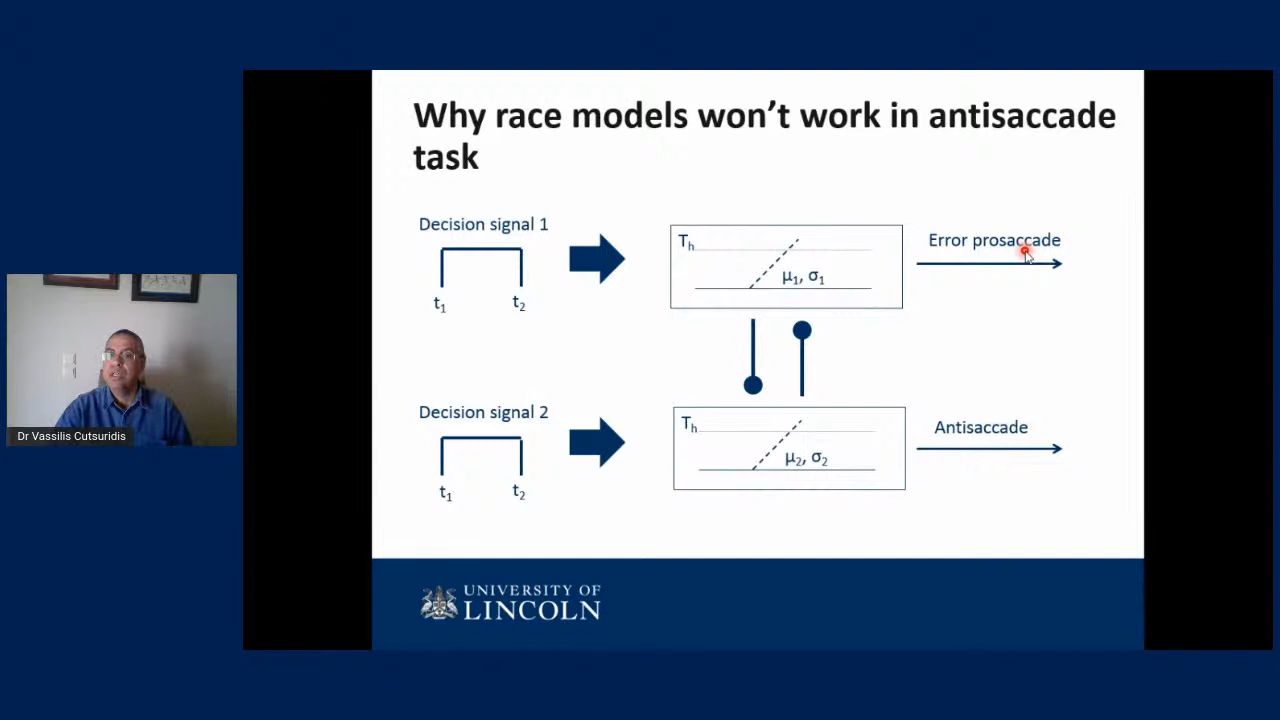 Why race models won't work in antisaccade
task
Decision signal 1
t1
t2
Th
μ1, σ1
Error prosaccade
Decision signal 2
t1
t2
Th
μ2, σ2
Antisaccade
Dr Vassilis Cutsuridis
UNIVERSITY OF
LINCOLN